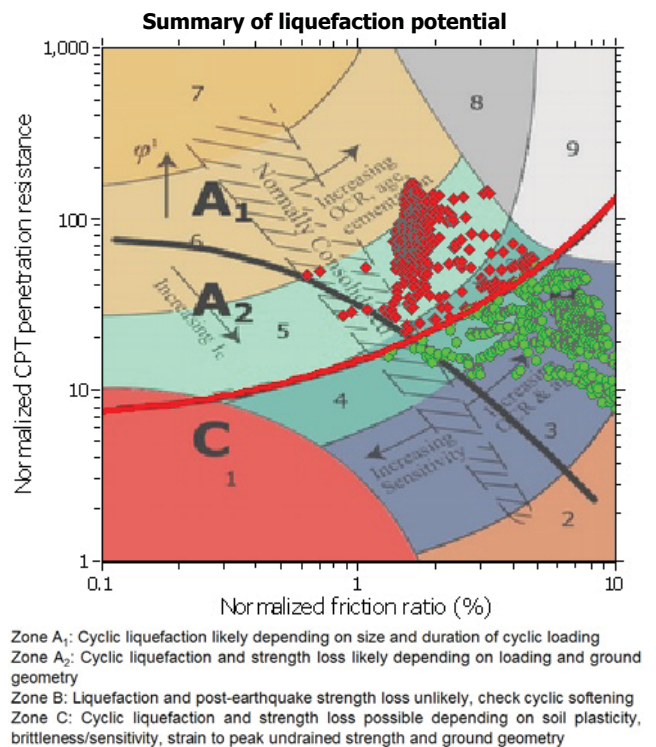 Summary of liquefaction potential
1,000
100
10
1
Normalized CPT penetration resistance
7
8
9
φ'
A1
6
A2
5
4
C
1
3
2
Increasing
OCR, age,
Normally Consolidated
Increasing Ic
Increasing
Increasing
Sensitivity
0.1
1
10
Normalized friction ratio (%)
Zone A1: Cyclic liquefaction likely depending on size and duration of cyclic loading
Zone A2: Cyclic liquefaction and strength loss likely depending on loading and ground
geometry
Zone B: Liquefaction and post-earthquake strength loss unlikely, check cyclic softening
Zone C: Cyclic liquefaction and strength loss possible depending on soil plasticity,
brittleness/sensitivity, strain to peak undrained strength and ground geometry